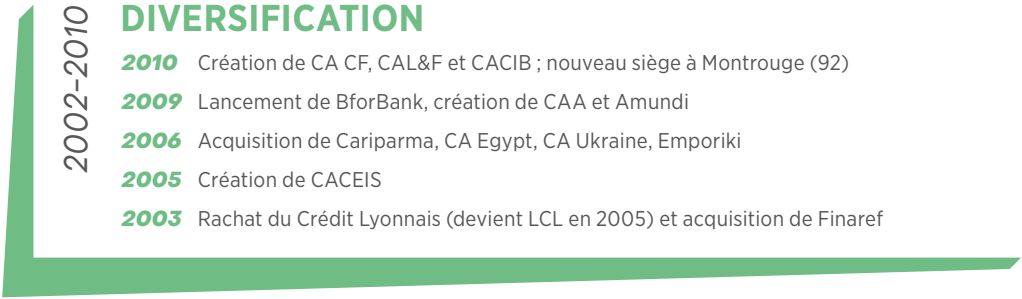 2002-2010
DIVERSIFICATION
2010 Création de CA CF, CAL&F et CACIB ; nouveau siège à Montrouge (92)
2009 Lancement de BforBank, création de CAA et Amundi
2006 Acquisition de Cariparma, CA Egypt, CA Ukraine, Emporiki
2005 Création de CACEIS
2003 Rachat du Crédit Lyonnais (devient LCL en 2005) et acquisition de Finaref